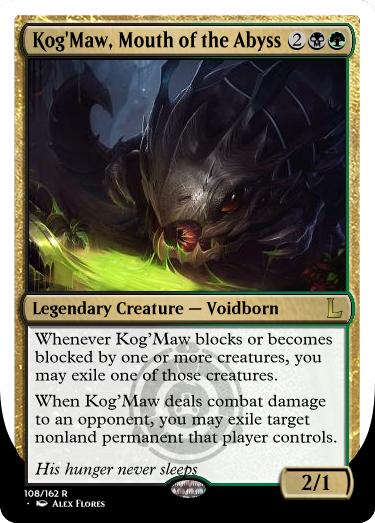 Kog'Maw, Mouth of the Abyss 2
Legendary Creature — Voidborn L
Whenever Kog'Maw blocks or becomes
blocked by one or more creatures, you
may exile one of those creatures.
When Kog'Maw deals combat damage
to an opponent, you may exile target
nonland permanent that player controls.
His hunger never sleeps
2/1
108/162 R
· Alex Flores